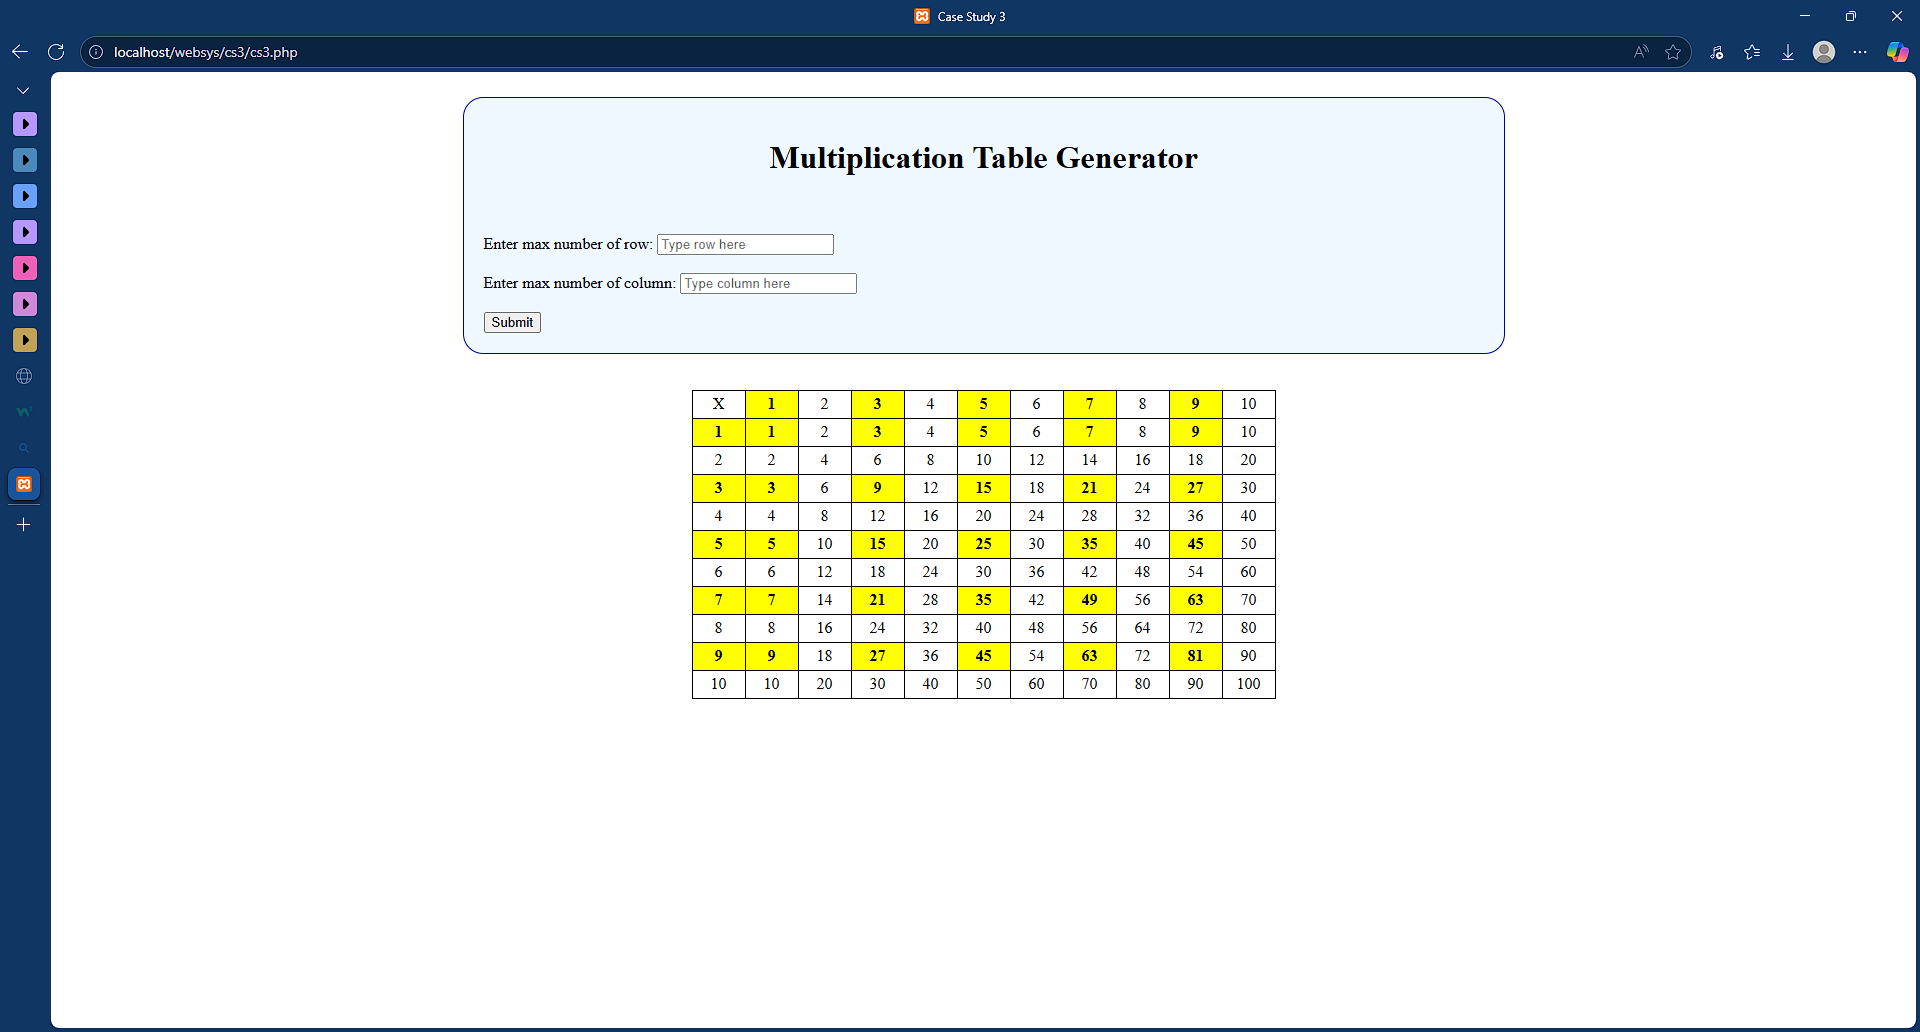 Case Study 3
localhost/websys/cs3/cs3.php
Multiplication Table Generator
Enter max number of row: Type row here
Enter max number of column: Type column here
Submit
X 1 2 3 4 5 6 7 8 9 10
1 1 2 3 4 5 6 7 8 9 10
2 2 4 6 8 10 12 14 16 18 20
3 3 6 9 12 15 18 21 24 27 30
4 4 8 12 16 20 24 28 32 36 40
5 5 10 15 20 25 30 35 40 45 50
6 6 12 18 24 30 36 42 48 54 60
7 7 14 21 28 35 42 49 56 63 70
8 8 16 24 32 40 48 56 64 72 80
9 9 18 27 36 45 54 63 72 81 90
10 10 20 30 40 50 60 70 80 90 100